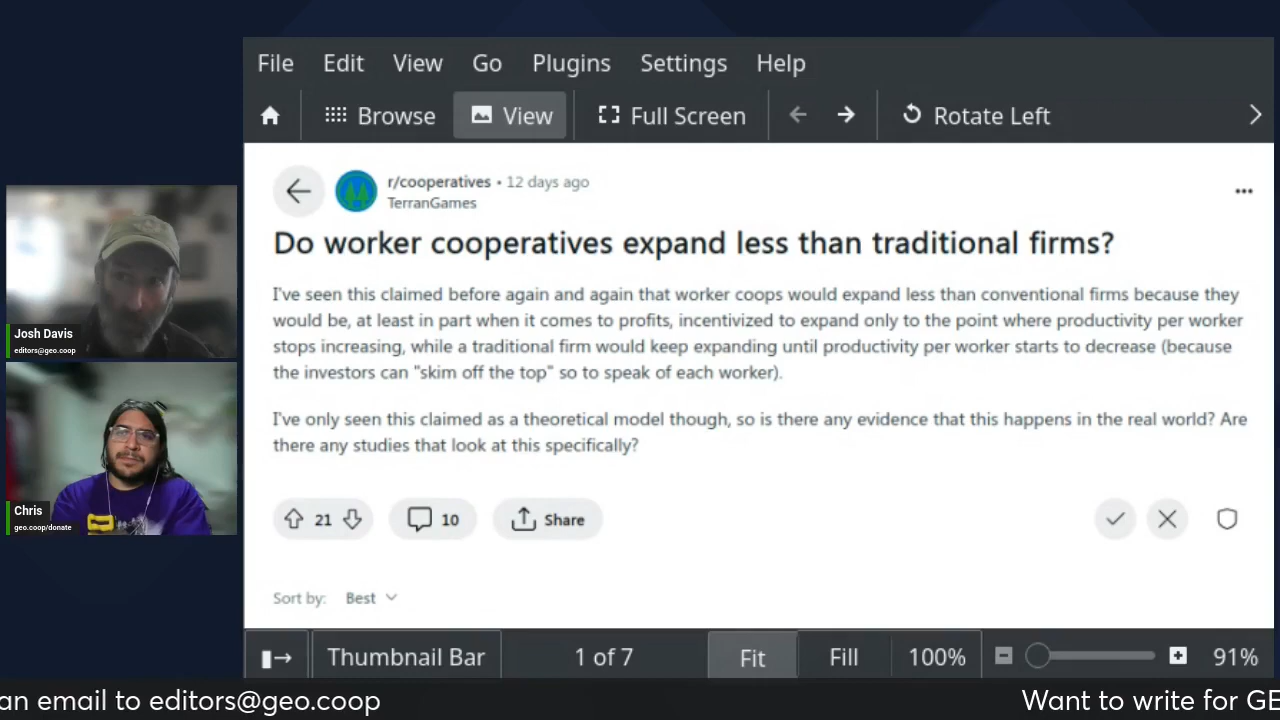 File Edit View Go Plugins Settings Help
Browse View Full Screen Rotate Left
r/cooperatives • 12 days ago
TerranGames
Do worker cooperatives expand less than traditional firms?
I've seen this claimed before again and again that worker coops would expand less than conventional firms because they
would be, at least in part when it comes to profits, incentivized to expand only to the point where productivity per worker
stops increasing, while a traditional firm would keep expanding until productivity per worker starts to decrease (because
the investors can "skim off the top" so to speak of each worker).
I've only seen this claimed as a theoretical model though, so is there any evidence that this happens in the real world? Are
there any studies that look at this specifically?
21 10 Share
Sort by: Best
Thumbnail Bar 1 of 7 Fit Fill 100% 91%
Josh Davis
editors@geo.coop
Chris
geo.coop/donate
an email to editors@geo.coop Want to write for GE